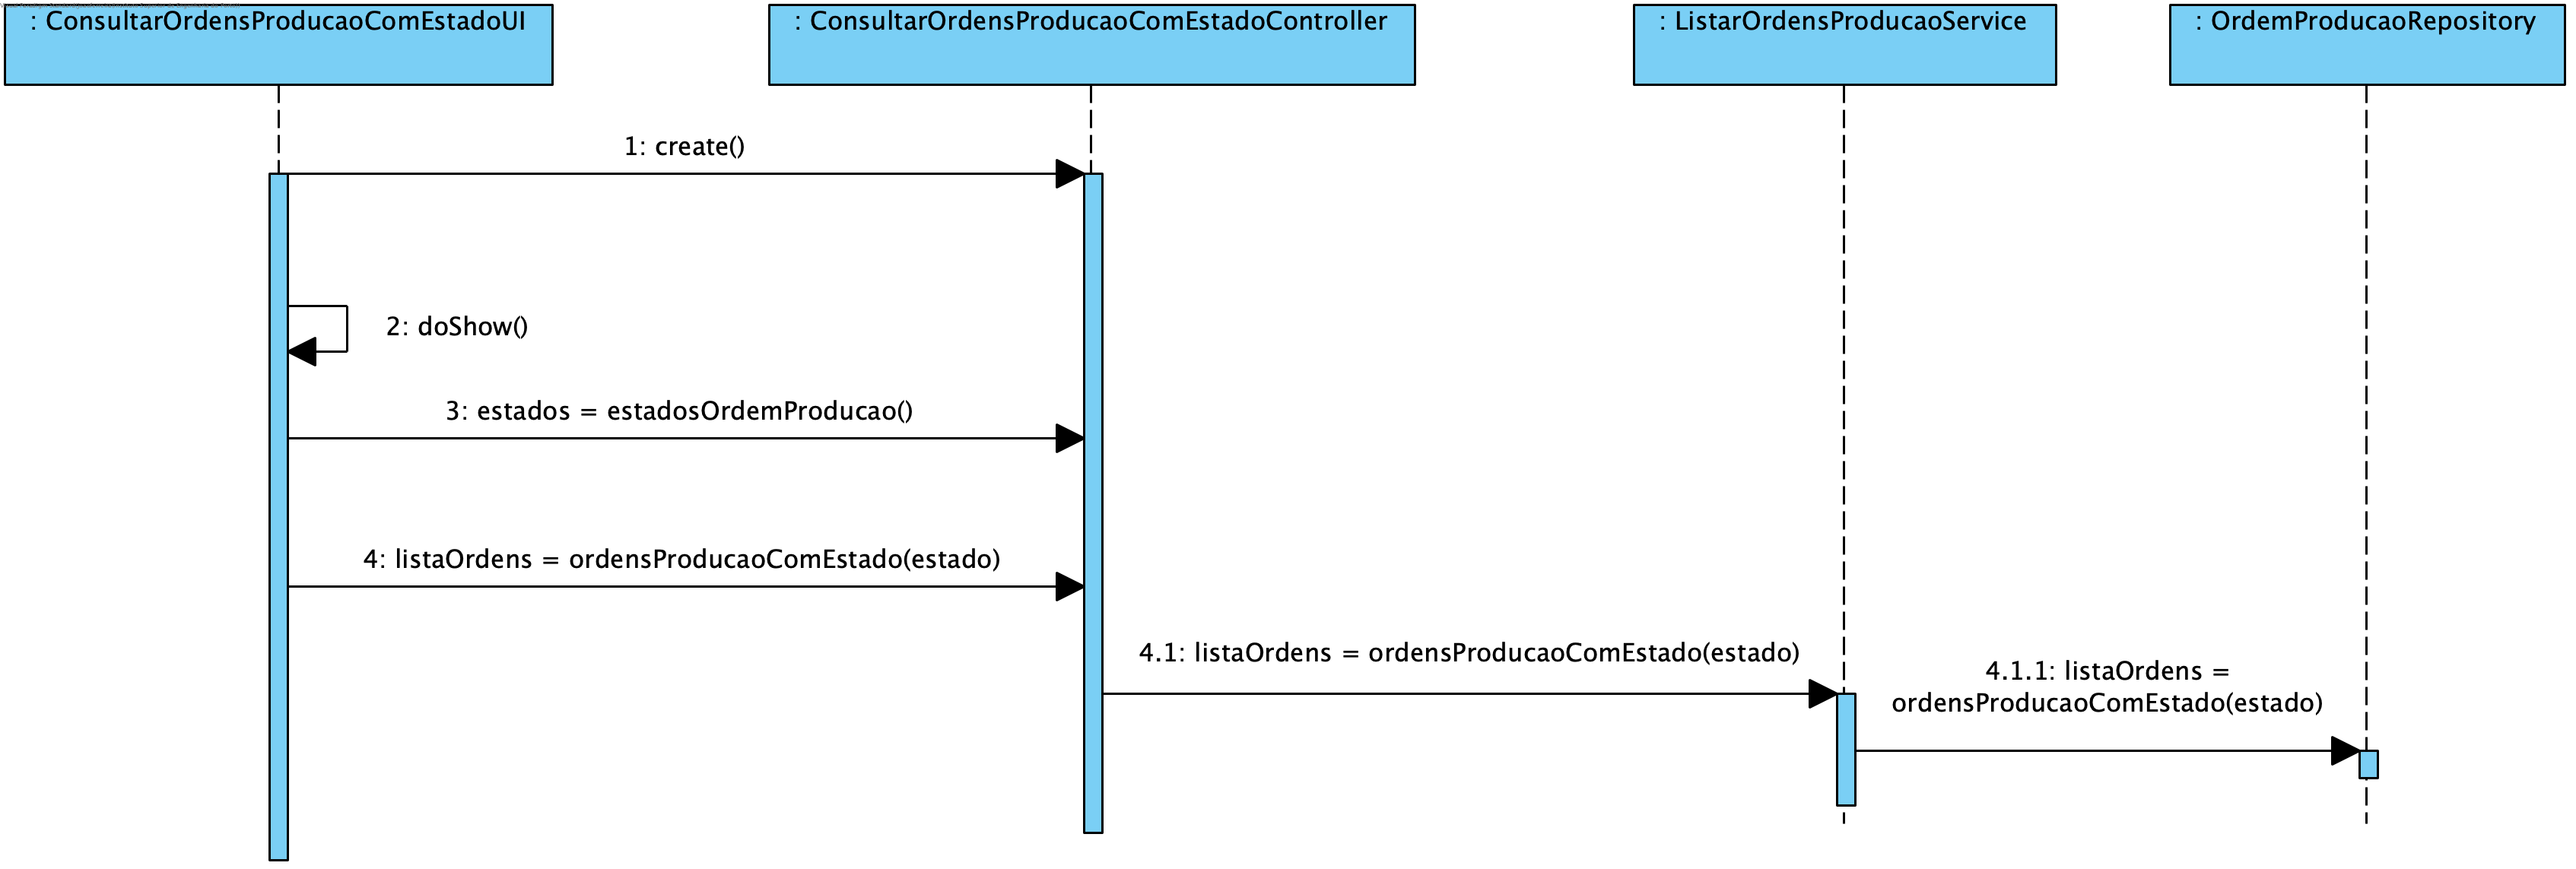 : ConsultarOrdensProducaoComEstadoUI
: ConsultarOrdensProducaoComEstadoController
: ListarOrdensProducaoService
: OrdemProducaoRepository
1: create()
2: doShow()
3: estados = estadosOrdemProducao()
4: listaOrdens = ordensProducaoComEstado(estado)
4.1: listaOrdens = ordensProducaoComEstado(estado)
4.1.1: listaOrdens =
ordensProducaoComEstado(estado)